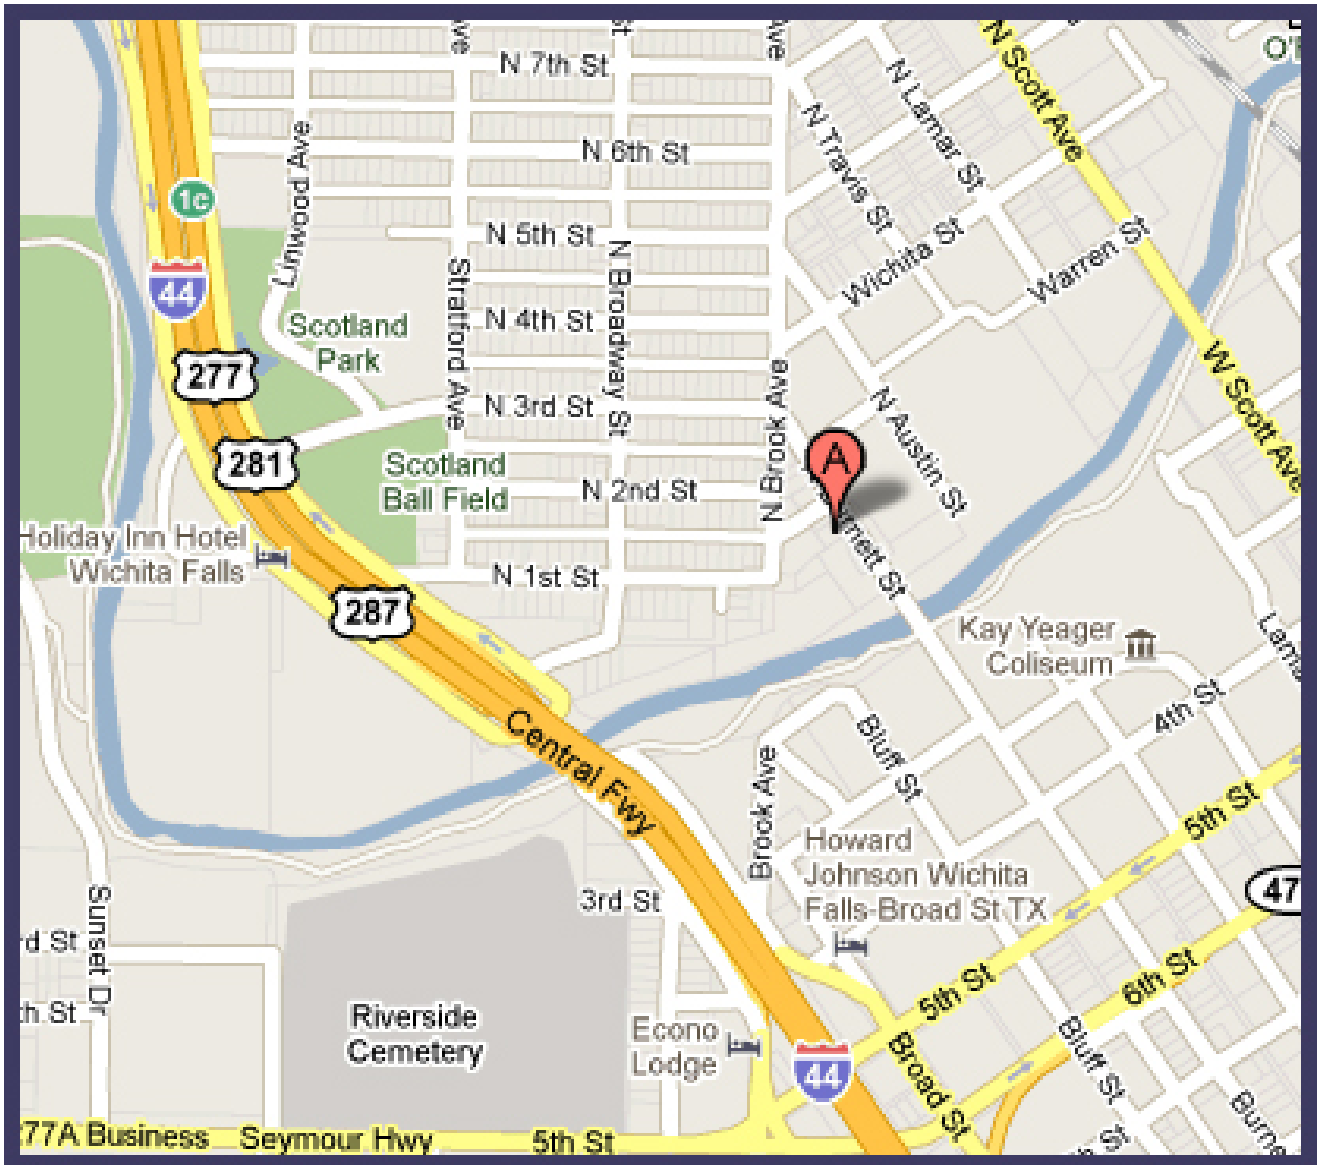 N 7th St
N 6th St
N 5th St
N 4th St
N 3rd St
N 2nd St
N 1st St
Linwood Ave
Stratford Ave
N Broadway St
N Brook Ave
N Travis St
N Lamar St
N Scott Ave
W Scott Ave
Wichita St
Warren St
N Austin St
1c
44
277
281
287
Scotland
Park
Scotland
Ball Field
Holiday Inn Hotel
Wichita Falls
A
Kay Yeager
Coliseum
4th St
5th St
Central Fwy
Bluff St
Brook Ave
Howard
Johnson Wichita
Falls-Broad St TX
47
3rd St
Sunset Dr
rd St
th St
Riverside
Cemetery
Econo
Lodge
44
5th St
6th St
Broad St
Bluff St
Burne
77A Business
Seymour Hwy
5th St